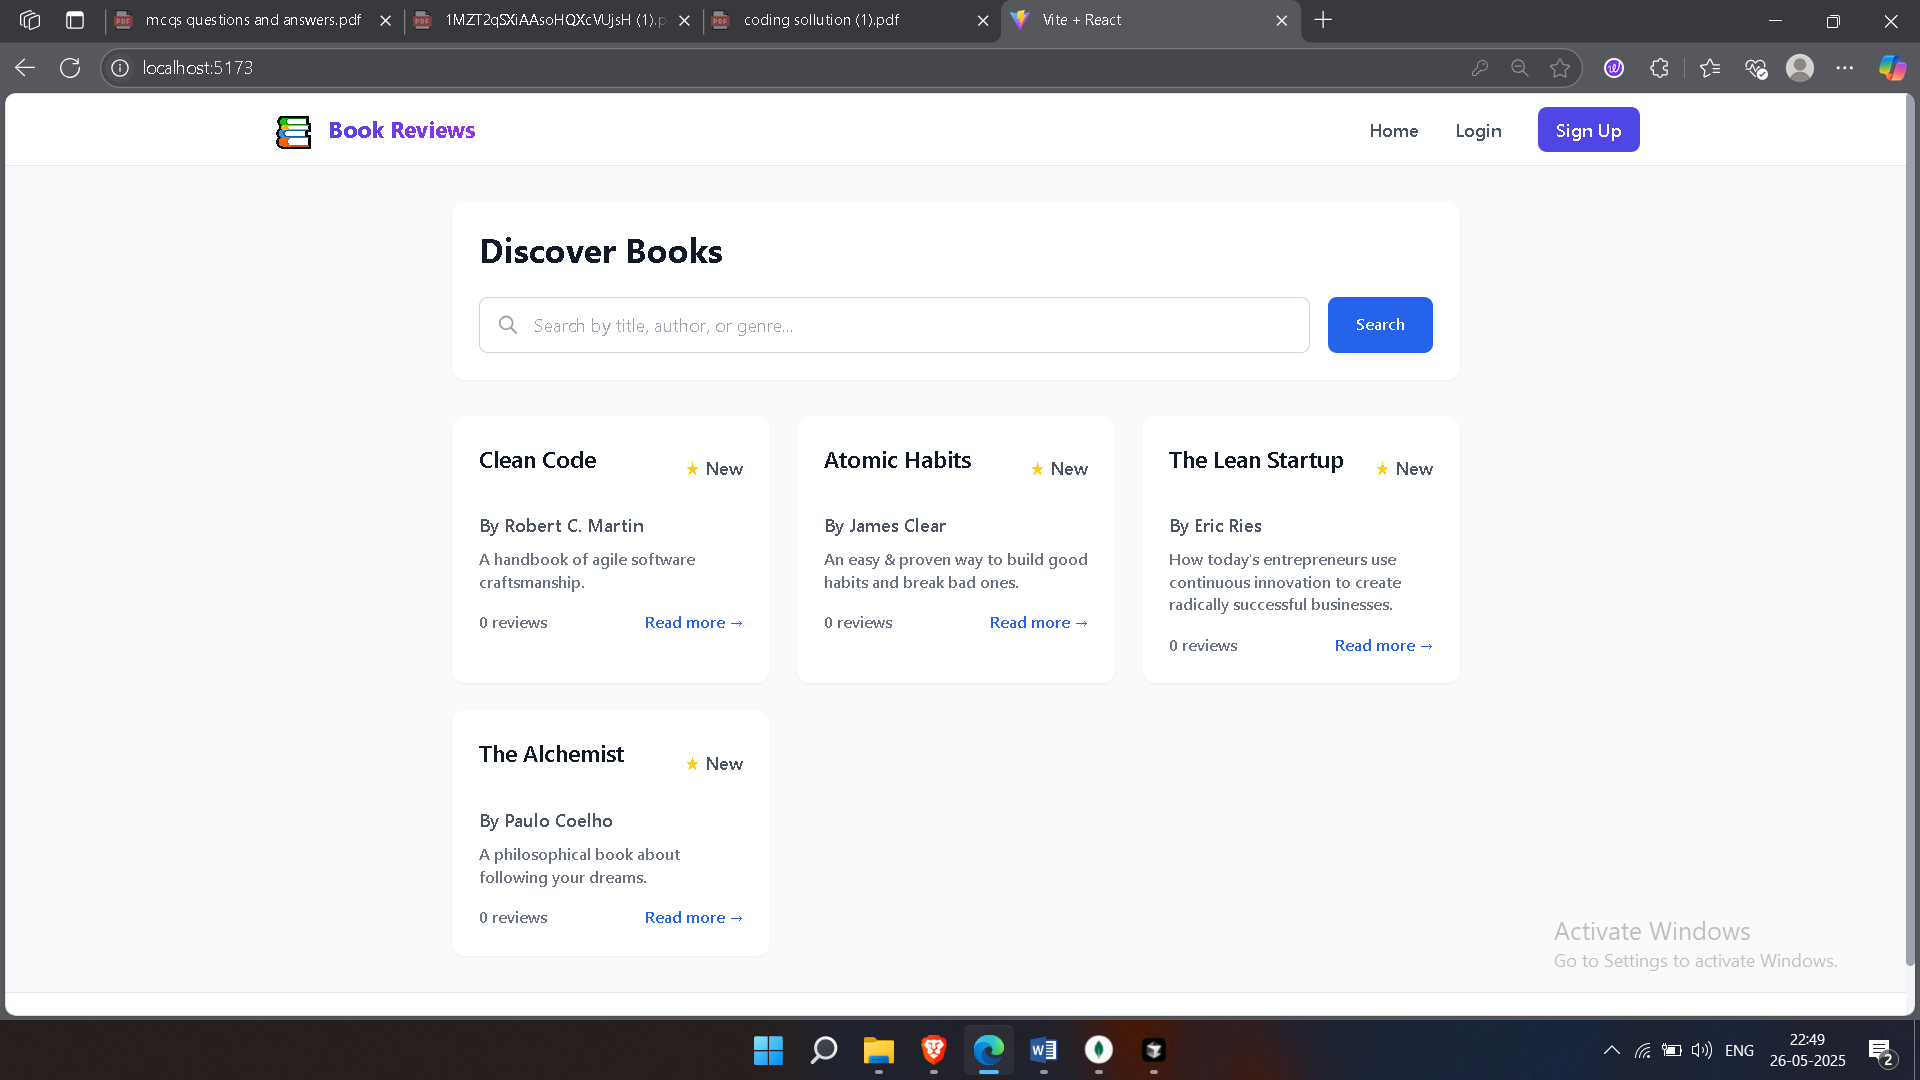 mcqs questions and answers.pdf
1MZT2qSXiAAsoHQXcVUjsH (1).p
coding sollution (1).pdf
Vite + React
localhost:5173
Book Reviews
Home
Login
Sign Up
Discover Books
Search by title, author, or genre...
Search
Clean Code
★ New
By Robert C. Martin
A handbook of agile software
craftsmanship.
0 reviews
Read more →
Atomic Habits
★ New
By James Clear
An easy & proven way to build good
habits and break bad ones.
0 reviews
Read more →
The Lean Startup
★ New
By Eric Ries
How today's entrepreneurs use
continuous innovation to create
radically successful businesses.
0 reviews
Read more →
The Alchemist
★ New
By Paulo Coelho
A philosophical book about
following your dreams.
0 reviews
Read more →
Activate Windows
Go to Settings to activate Windows.
ENG
22:49
26-05-2025
2